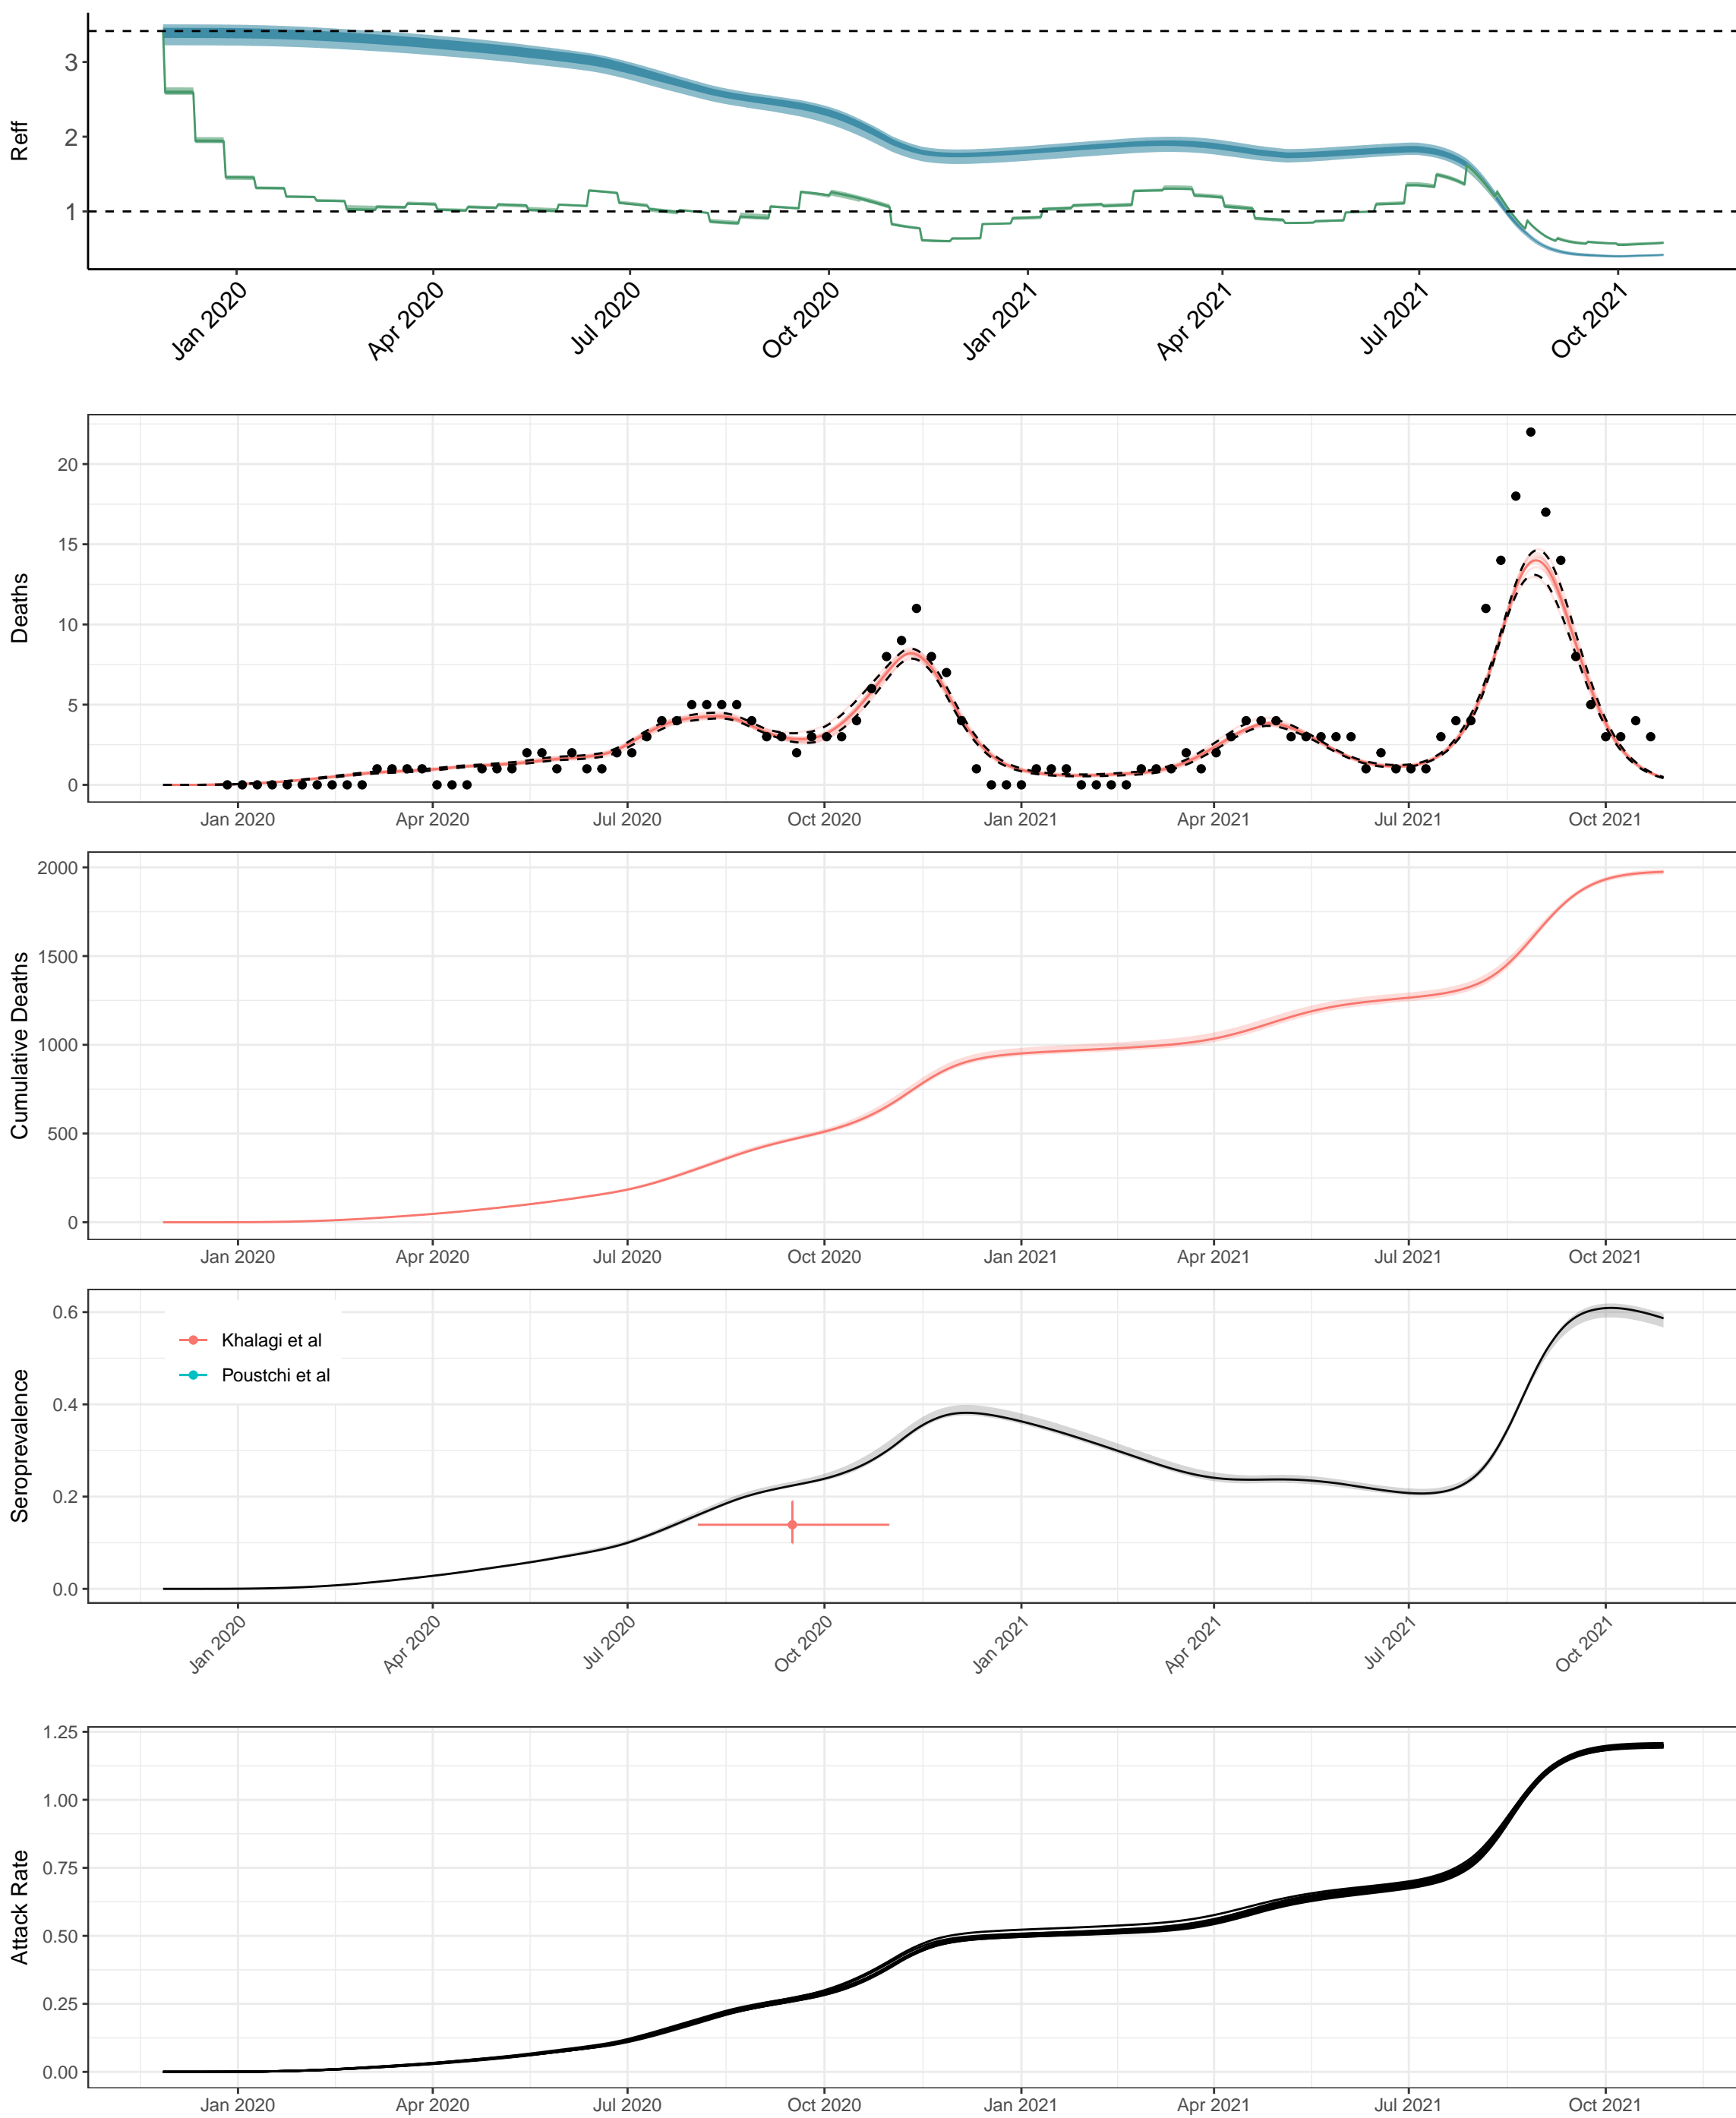 Reff
3
2
1
Jan 2020
Apr 2020
Jul 2020
Oct 2020
Jan 2021
Apr 2021
Jul 2021
Oct 2021
Deaths
20
15
10
5
0
Jan 2020
Apr 2020
Jul 2020
Oct 2020
Jan 2021
Apr 2021
Jul 2021
Oct 2021
Cumulative Deaths
2000
1500
1000
500
0
Jan 2020
Apr 2020
Jul 2020
Oct 2020
Jan 2021
Apr 2021
Jul 2021
Oct 2021
Seroprevalence
0.6
0.4
0.2
0.0
Khalagi et al
Poustchi et al
Jan 2020
Apr 2020
Jul 2020
Oct 2020
Jan 2021
Apr 2021
Jul 2021
Oct 2021
Attack Rate
1.25
1.00
0.75
0.50
0.25
0.00
Jan 2020
Apr 2020
Jul 2020
Oct 2020
Jan 2021
Apr 2021
Jul 2021
Oct 2021